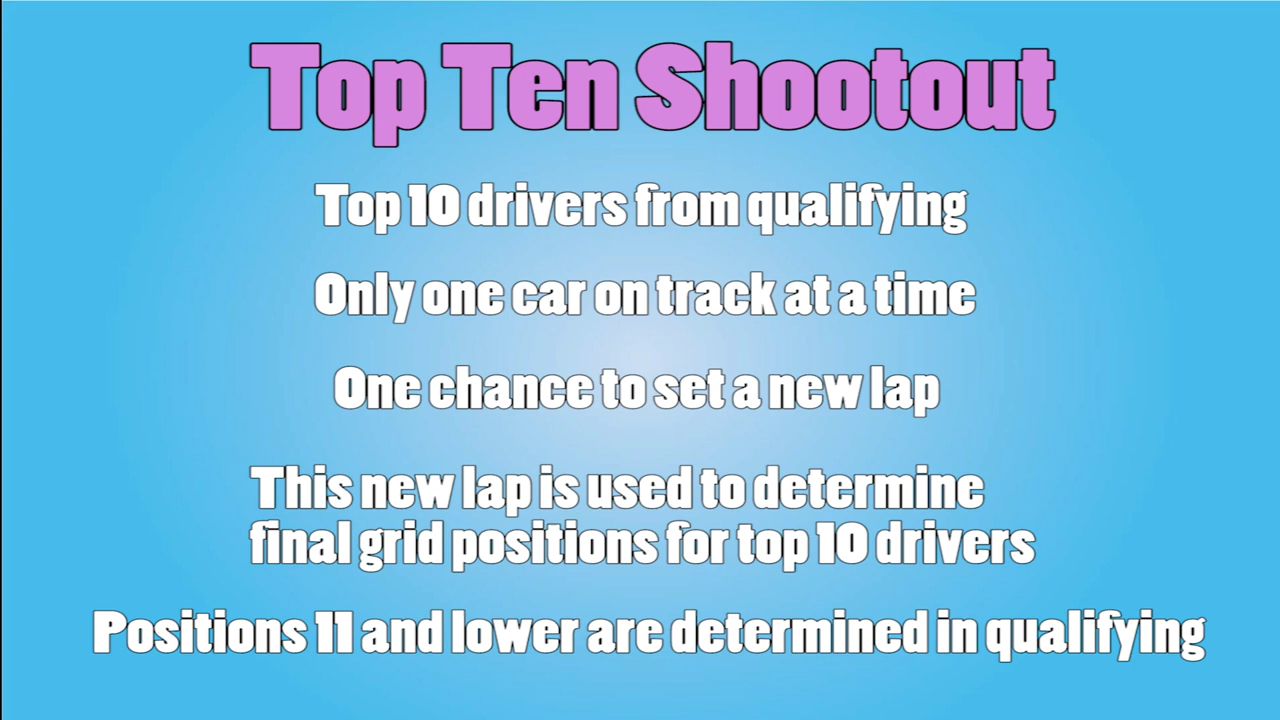 Top Ten Shootout
Top 10 drivers from qualifying
Only one car on track at a time
One chance to set a new lap
This new lap is used to determine
final grid positions for top 10 drivers
Positions 11 and lower are determined in qualifying